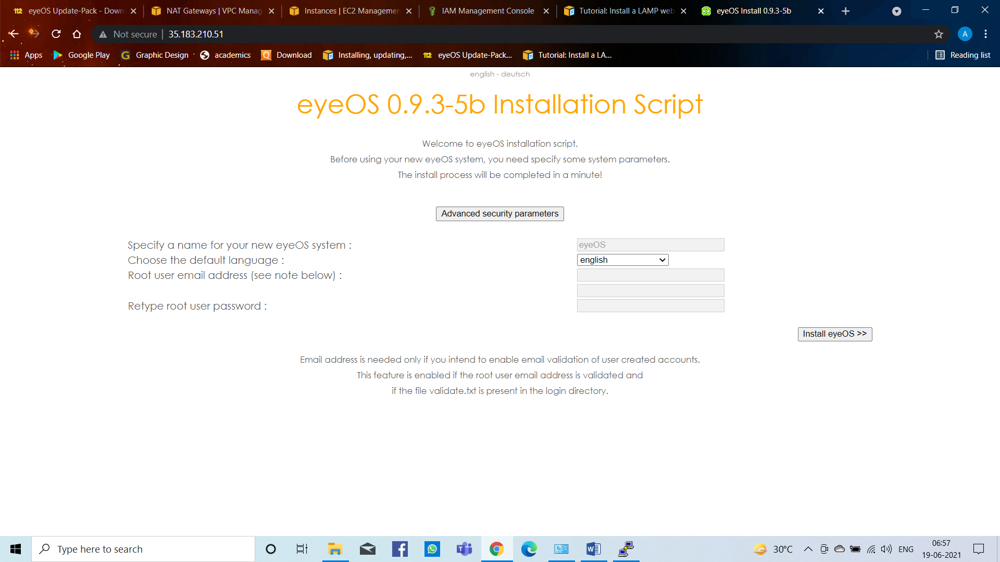 eyeOS Update-Pack - Down
NAT Gateways | VPC Manag
Instances | EC2 Managemen
IAM Management Console
Tutorial: Install a LAMP web
eyeOS Install 0.9.3-5b
Not secure
35.183.210.51
A
Apps
Google Play
Graphic Design
academics
Download
Installing, updating,...
eyeOS Update-Pack...
Tutorial: Install a LA...
Reading list
english - deutsch
eyeOS 0.9.3-5b Installation Script
Welcome to eyeOS installation script.
Before using your new eyeOS system, you need specify some system parameters.
The install process will be completed in a minute!
Advanced security parameters
Specify a name for your new eyeOS system :
eyeOS
Choose the default language :
english
Root user email address (see note below) :
Retype root user password :
Install eyeOS >>
Email address is needed only if you intend to enable email validation of user created accounts.
This feature is enabled if the root user email address is validated and
if the file validate.txt is present in the login directory.
Type here to search
30°C
ENG
06:57
19-06-2021